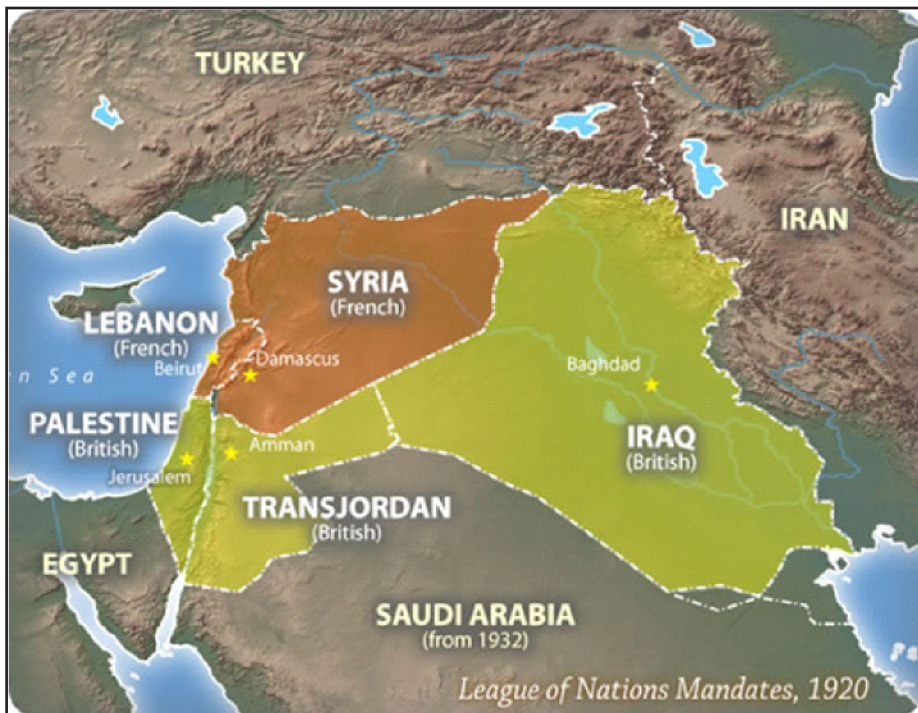 TURKEY
IRAN
SYRIA
(French)
LEBANON
(French)
Beirut
Damascus
n Sea
Baghdad
PALESTINE
(British)
Amman
IRAQ
(British)
Jerusalem
TRANSJORDAN
(British)
EGYPT
SAUDI ARABIA
(from 1932)
League of Nations Mandates, 1920